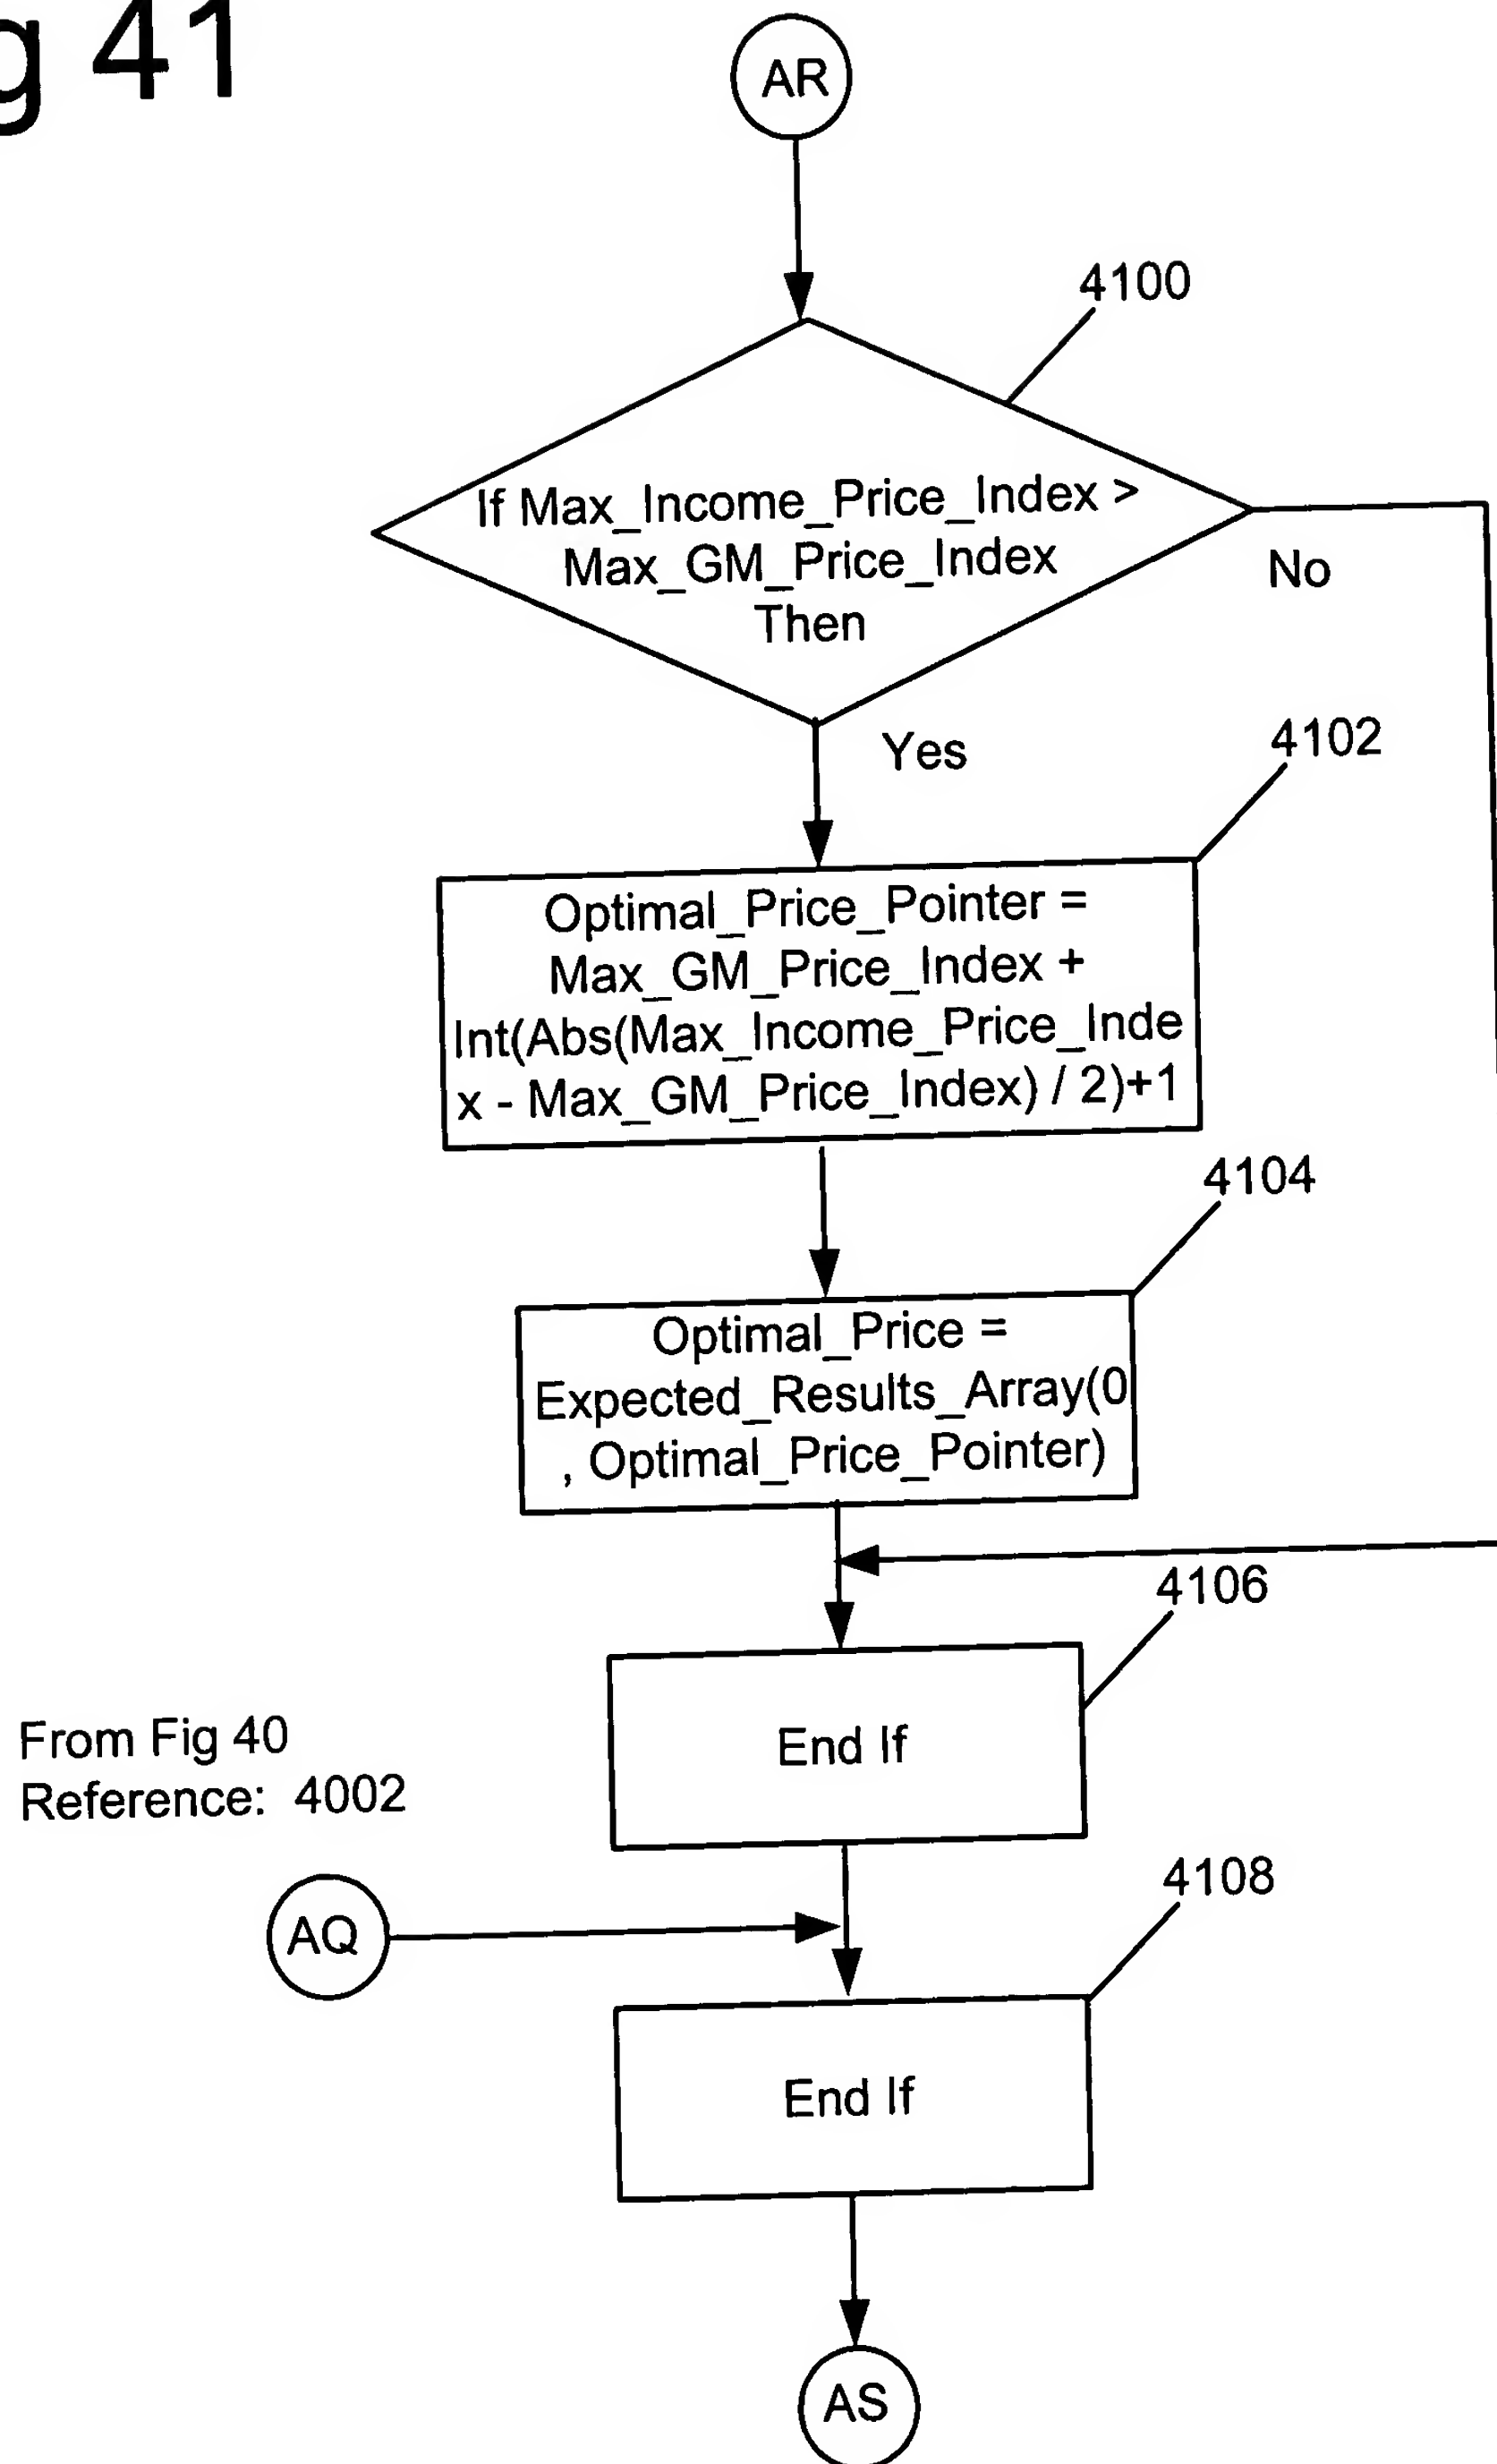 g 41
AR
4100
If Max_Income_Price_Index >
Max_GM_Price_Index
Then
No
Yes
4102
Optimal_Price_Pointer =
Max_GM_Price_Index +
Int(Abs(Max_Income_Price_Inde
x - Max_GM_Price_Index) / 2)+1
4104
Optimal_Price =
Expected_Results_Array(0
, Optimal_Price_Pointer)
4106
End If
From Fig 40
Reference: 4002
AQ
4108
End If
AS